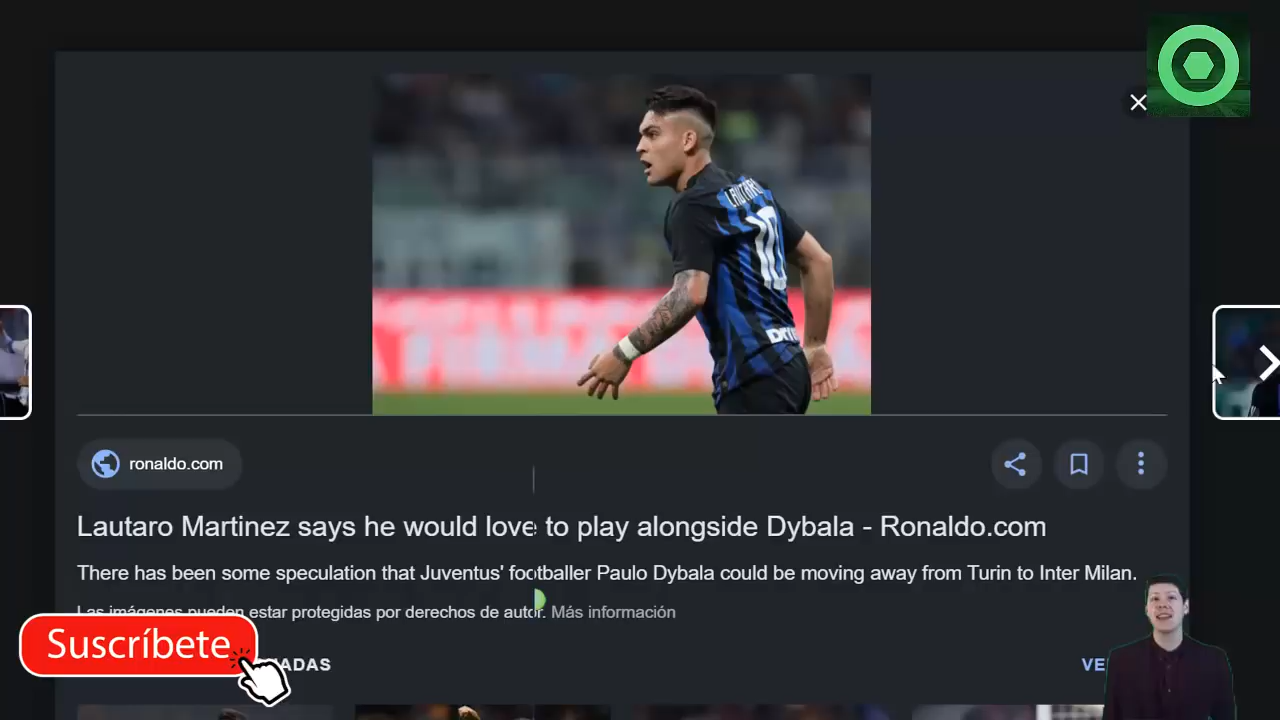 LAUTARO
10
ronaldo.com
Lautaro Martinez says he would love to play alongside Dybala - Ronaldo.com
There has been some speculation that Juventus' footballer Paulo Dybala could be moving away from Turin to Inter Milan.
Las imágenes pueden estar protegidas por derechos de autor. Más información
Suscríbete